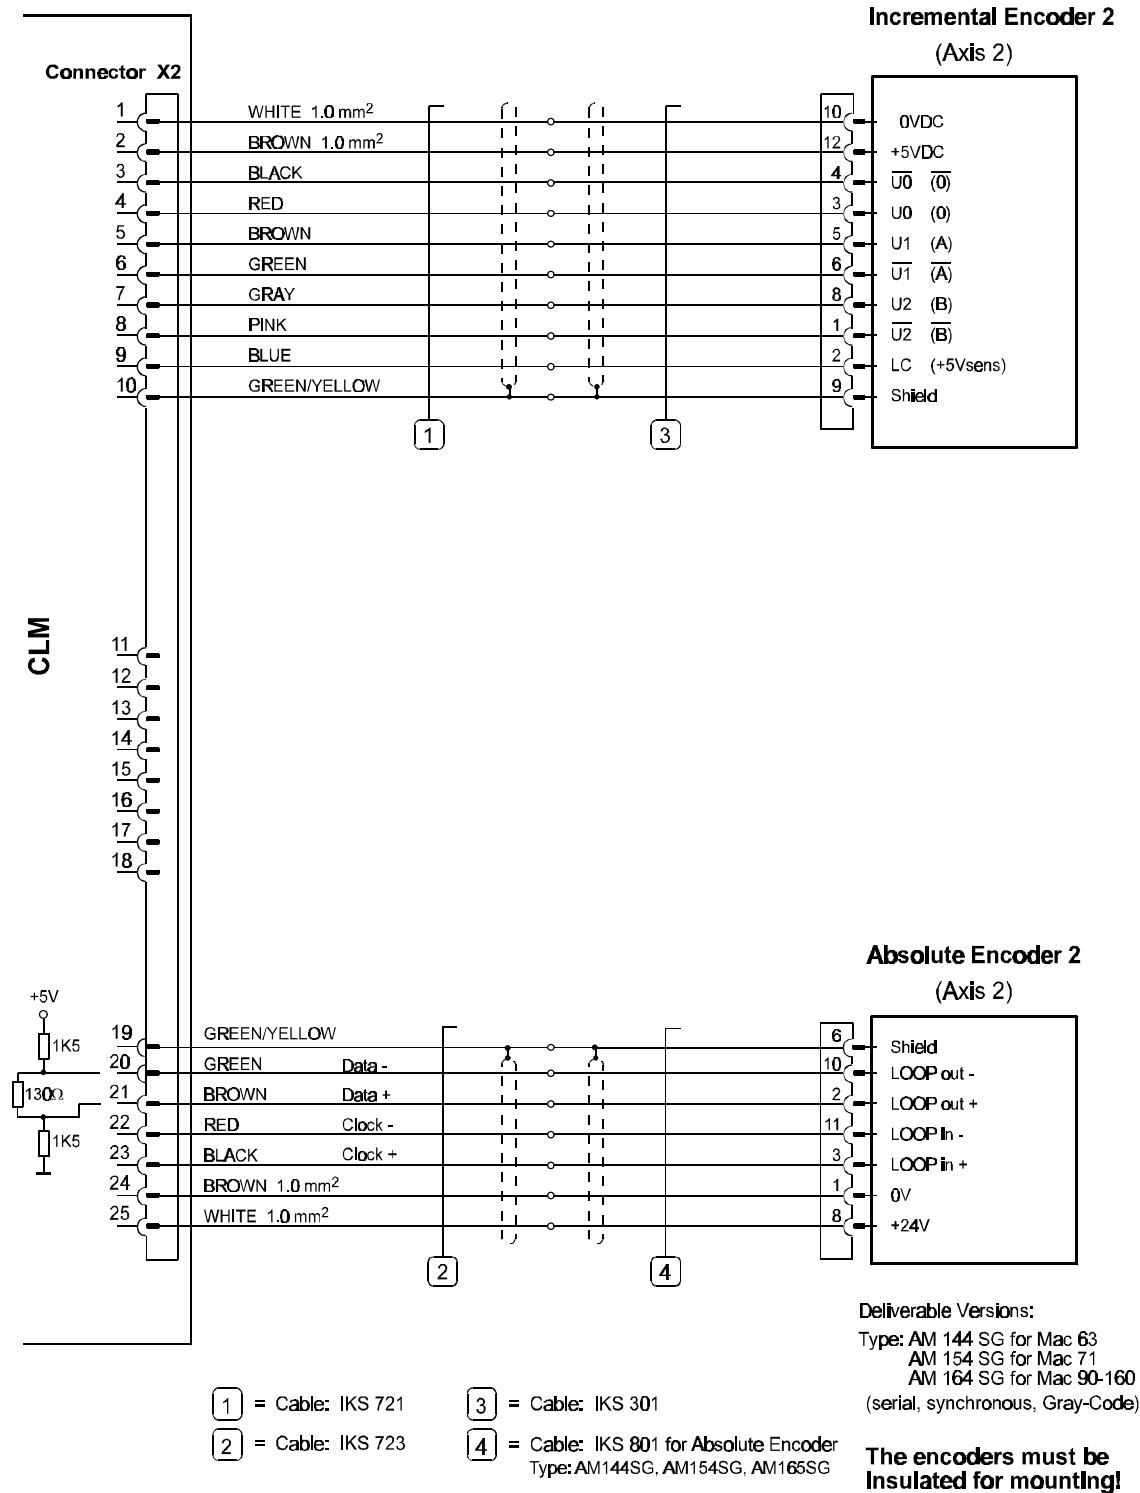 Incremental Encoder 2
(Axis 2)
Connector X2
1 WHITE 1.0 mm² 10 0VDC
2 BROWN 1.0 mm² 12 +5VDC
3 BLACK 4 U̅0̅ (0̅)
4 RED 3 U0 (0)
5 BROWN 5 U1 (A)
6 GREEN 6 U̅1̅ (A̅)
7 GRAY 8 U2 (B)
8 PINK 1 U̅2̅ (B̅)
9 BLUE 2 LC (+5Vsens)
10 GREEN/YELLOW 9 Shield
1 3
CLM
11
12
13
14
15
16
17
18
Absolute Encoder 2
(Axis 2)
+5V
1K5
130Ω
1K5
19 GREEN/YELLOW 6 Shield
20 GREEN Data - 10 LOOP out -
21 BROWN Data + 2 LOOP out +
22 RED Clock - 11 LOOP in -
23 BLACK Clock + 3 LOOP in +
24 BROWN 1.0 mm² 1 0V
25 WHITE 1.0 mm² 8 +24V
2 4
Deliverable Versions:
Type: AM 144 SG for Mac 63
AM 154 SG for Mac 71
AM 164 SG for Mac 90-160
(serial, synchronous, Gray-Code)
1 = Cable: IKS 721
2 = Cable: IKS 723
3 = Cable: IKS 301
4 = Cable: IKS 801 for Absolute Encoder
Type: AM144SG, AM154SG, AM165SG
The encoders must be
insulated for mounting!